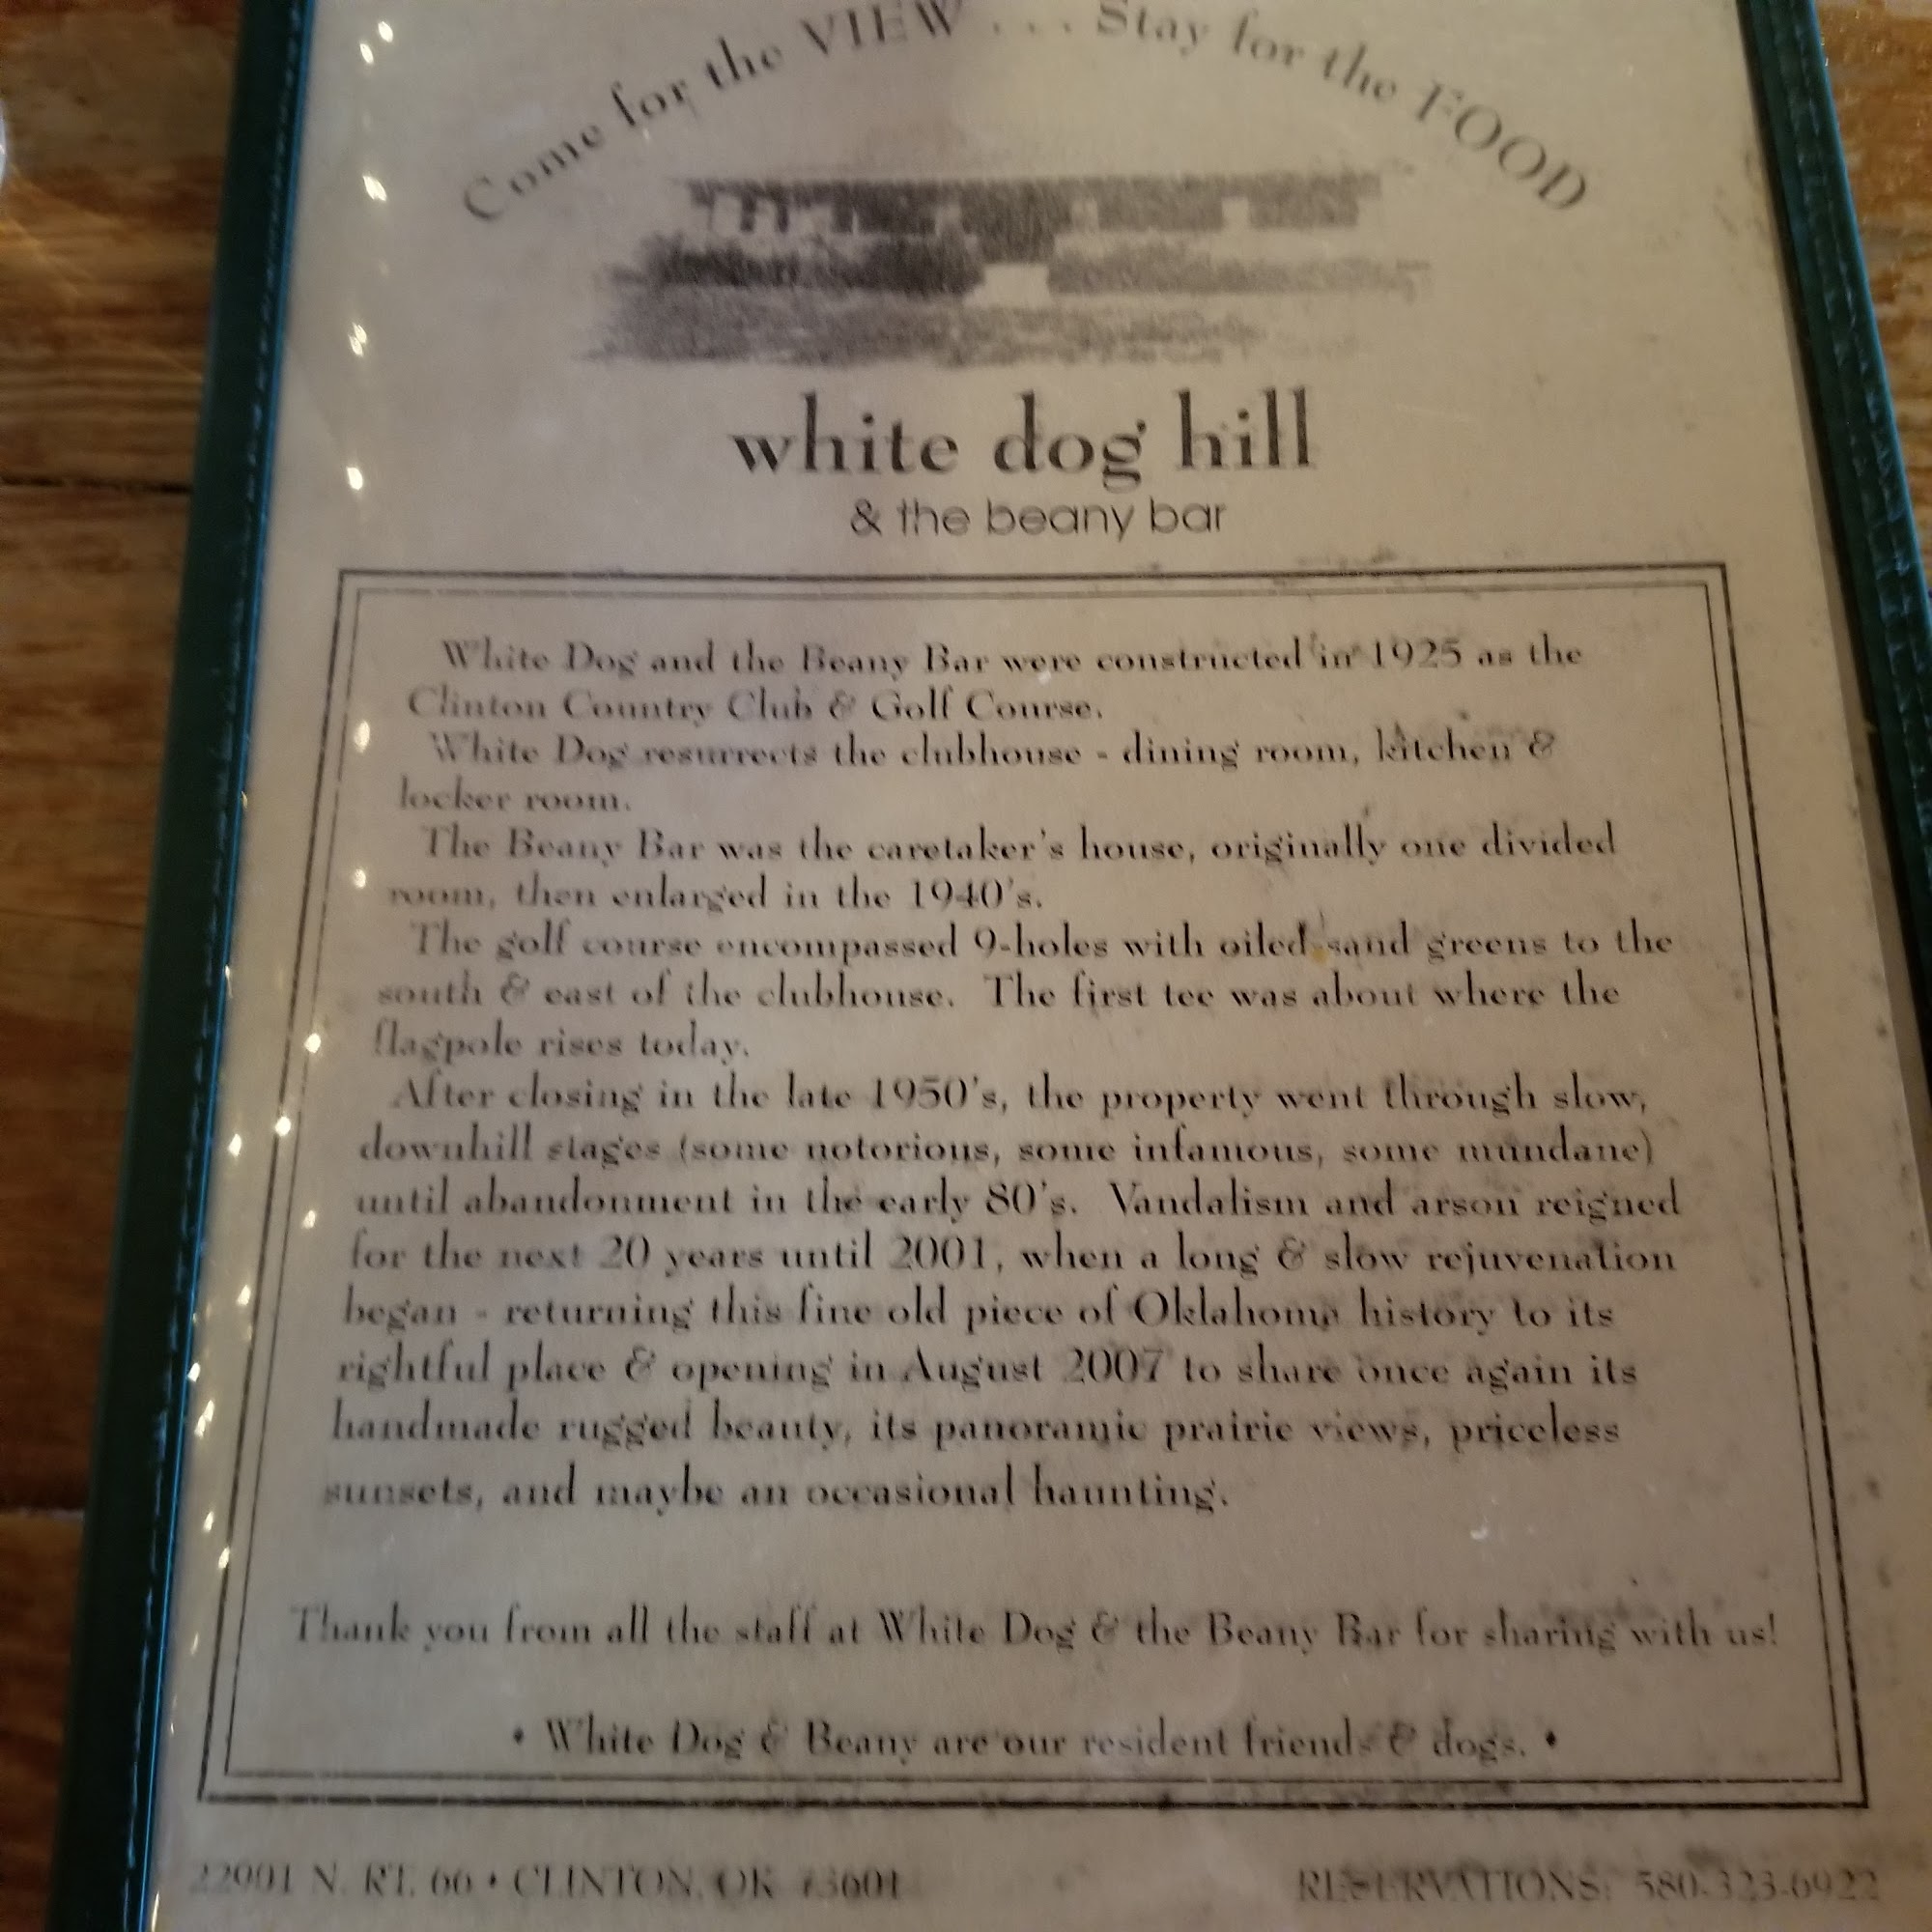 Come for the VIEW . . . Stay for the FOOD
white dog hill
& the beany bar
White Dog and the Beany Bar were constructed in 1925 as the
Clinton Country Club & Golf Course.
White Dog resurrects the clubhouse - dining room, kitchen &
locker room.
The Beany Bar was the caretaker's house, originally one divided
room, then enlarged in the 1940's.
The golf course encompassed 9-holes with oiled sand greens to the
south & east of the clubhouse. The first tee was about where the
flagpole rises today.
After closing in the late 1950's, the property went through slow,
downhill stages (some notorious, some infamous, some mundane)
until abandonment in the early 80's. Vandalism and arson reigned
for the next 20 years until 2001, when a long & slow rejuvenation
began - returning this fine old piece of Oklahoma history to its
rightful place & opening in August 2007 to share once again its
handmade rugged beauty, its panoramic prairie views, priceless
sunsets, and maybe an occasional haunting.
Thank you from all the staff at White Dog & the Beany Bar for sharing with us!
• White Dog & Beany are our resident friends & dogs. •
22901 N. RT. 66 • CLINTON, OK 73601
RESERVATIONS: 580-323-6922